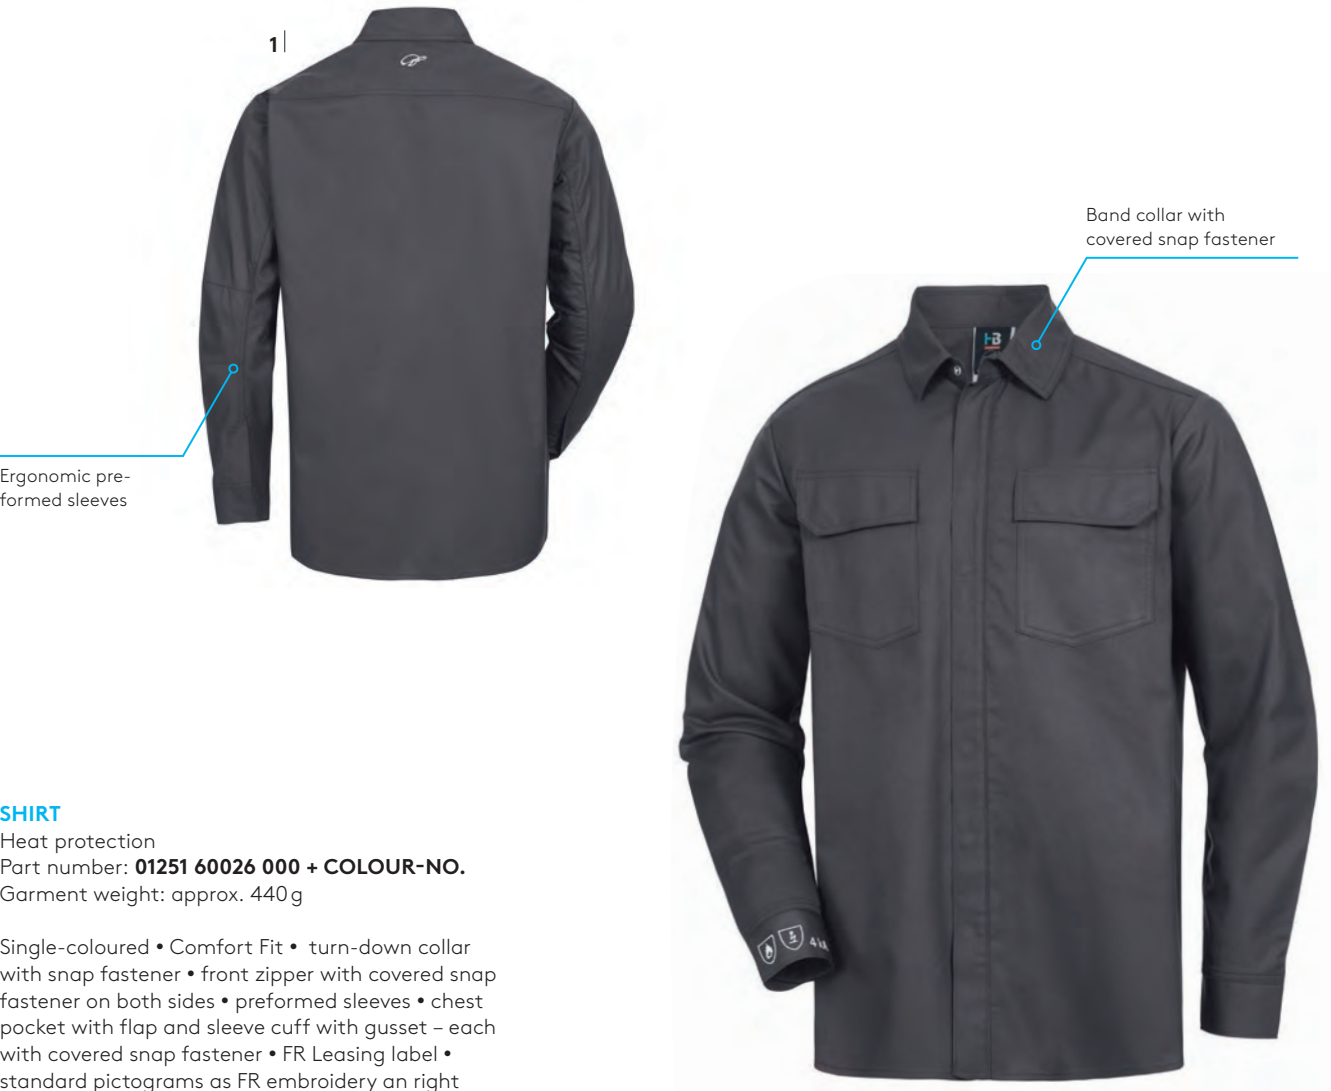 1
Band collar with
covered snap fastener
HB
Ergonomic pre-
formed sleeves
SHIRT
Heat protection
Part number: 01251 60026 000 + COLOUR-NO.
Garment weight: approx. 440 g
Single-coloured • Comfort Fit • turn-down collar
with snap fastener • front zipper with covered snap
fastener on both sides • preformed sleeves • chest
pocket with flap and sleeve cuff with gusset – each
with covered snap fastener • FR Leasing label •
standard pictograms as FR embroidery an right